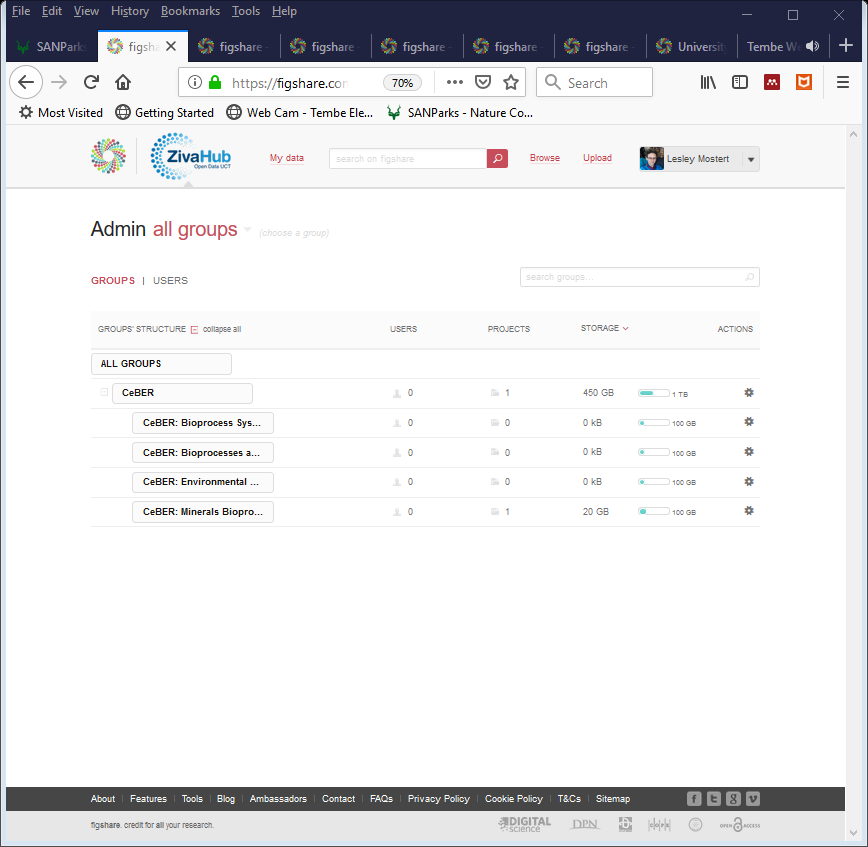 File Edit View History Bookmarks Tools Help
SANParks figsha figshare figshare figshare figshare figshare Universit Tembe We
https://figshare.co 70% Search
Most Visited Getting Started Web Cam - Tembe Ele... SANParks - Nature Co...
ZivaHub Open Data UCT My data search on figshare Browse Upload Lesley Mostert
Admin all groups (choose a group)
GROUPS | USERS search groups...
GROUPS' STRUCTURE collapse all USERS PROJECTS STORAGE ACTIONS
ALL GROUPS
CeBER 0 1 450 GB 1 TB
CeBER: Bioprocess Sys... 0 0 0 kB 100 GB
CeBER: Bioprocesses a... 0 0 0 kB 100 GB
CeBER: Environmental ... 0 0 0 kB 100 GB
CeBER: Minerals Biopro... 0 1 20 GB 100 GB
About Features Tools Blog Ambassadors Contact FAQs Privacy Policy Cookie Policy T&Cs Sitemap
figshare. credit for all your research. DIGITAL science DPN COPE OPEN ACCESS